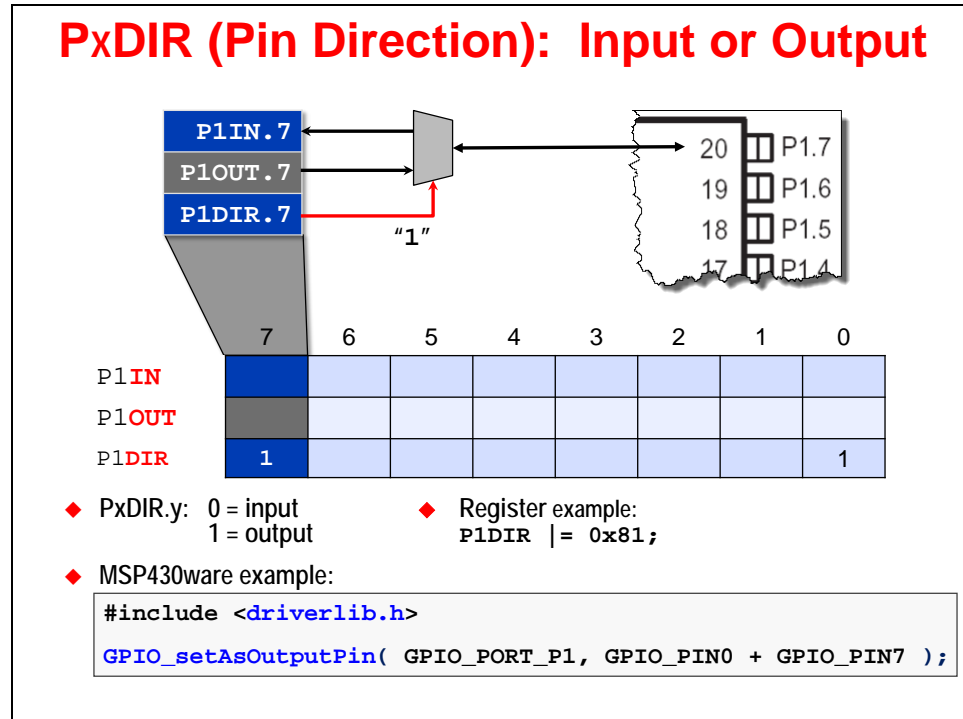 PxDIR (Pin Direction): Input or Output
P1IN.7
P1OUT.7
P1DIR.7
"1"
20 P1.7
19 P1.6
18 P1.5
17 P1.4
7 6 5 4 3 2 1 0
P1IN
P1OUT
P1DIR 1 1
PxDIR.y: 0 = input
1 = output
Register example:
P1DIR |= 0x81;
MSP430ware example:
#include <driverlib.h>
GPIO_setAsOutputPin( GPIO_PORT_P1, GPIO_PIN0 + GPIO_PIN7 );